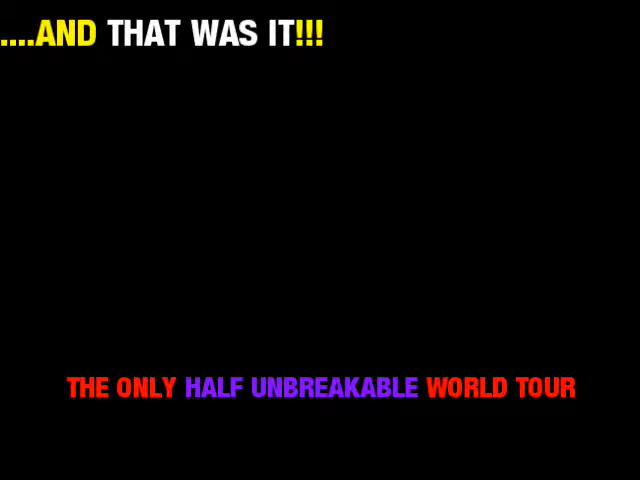 ....AND THAT WAS IT!!!
THE ONLY HALF UNBREAKABLE WORLD TOUR